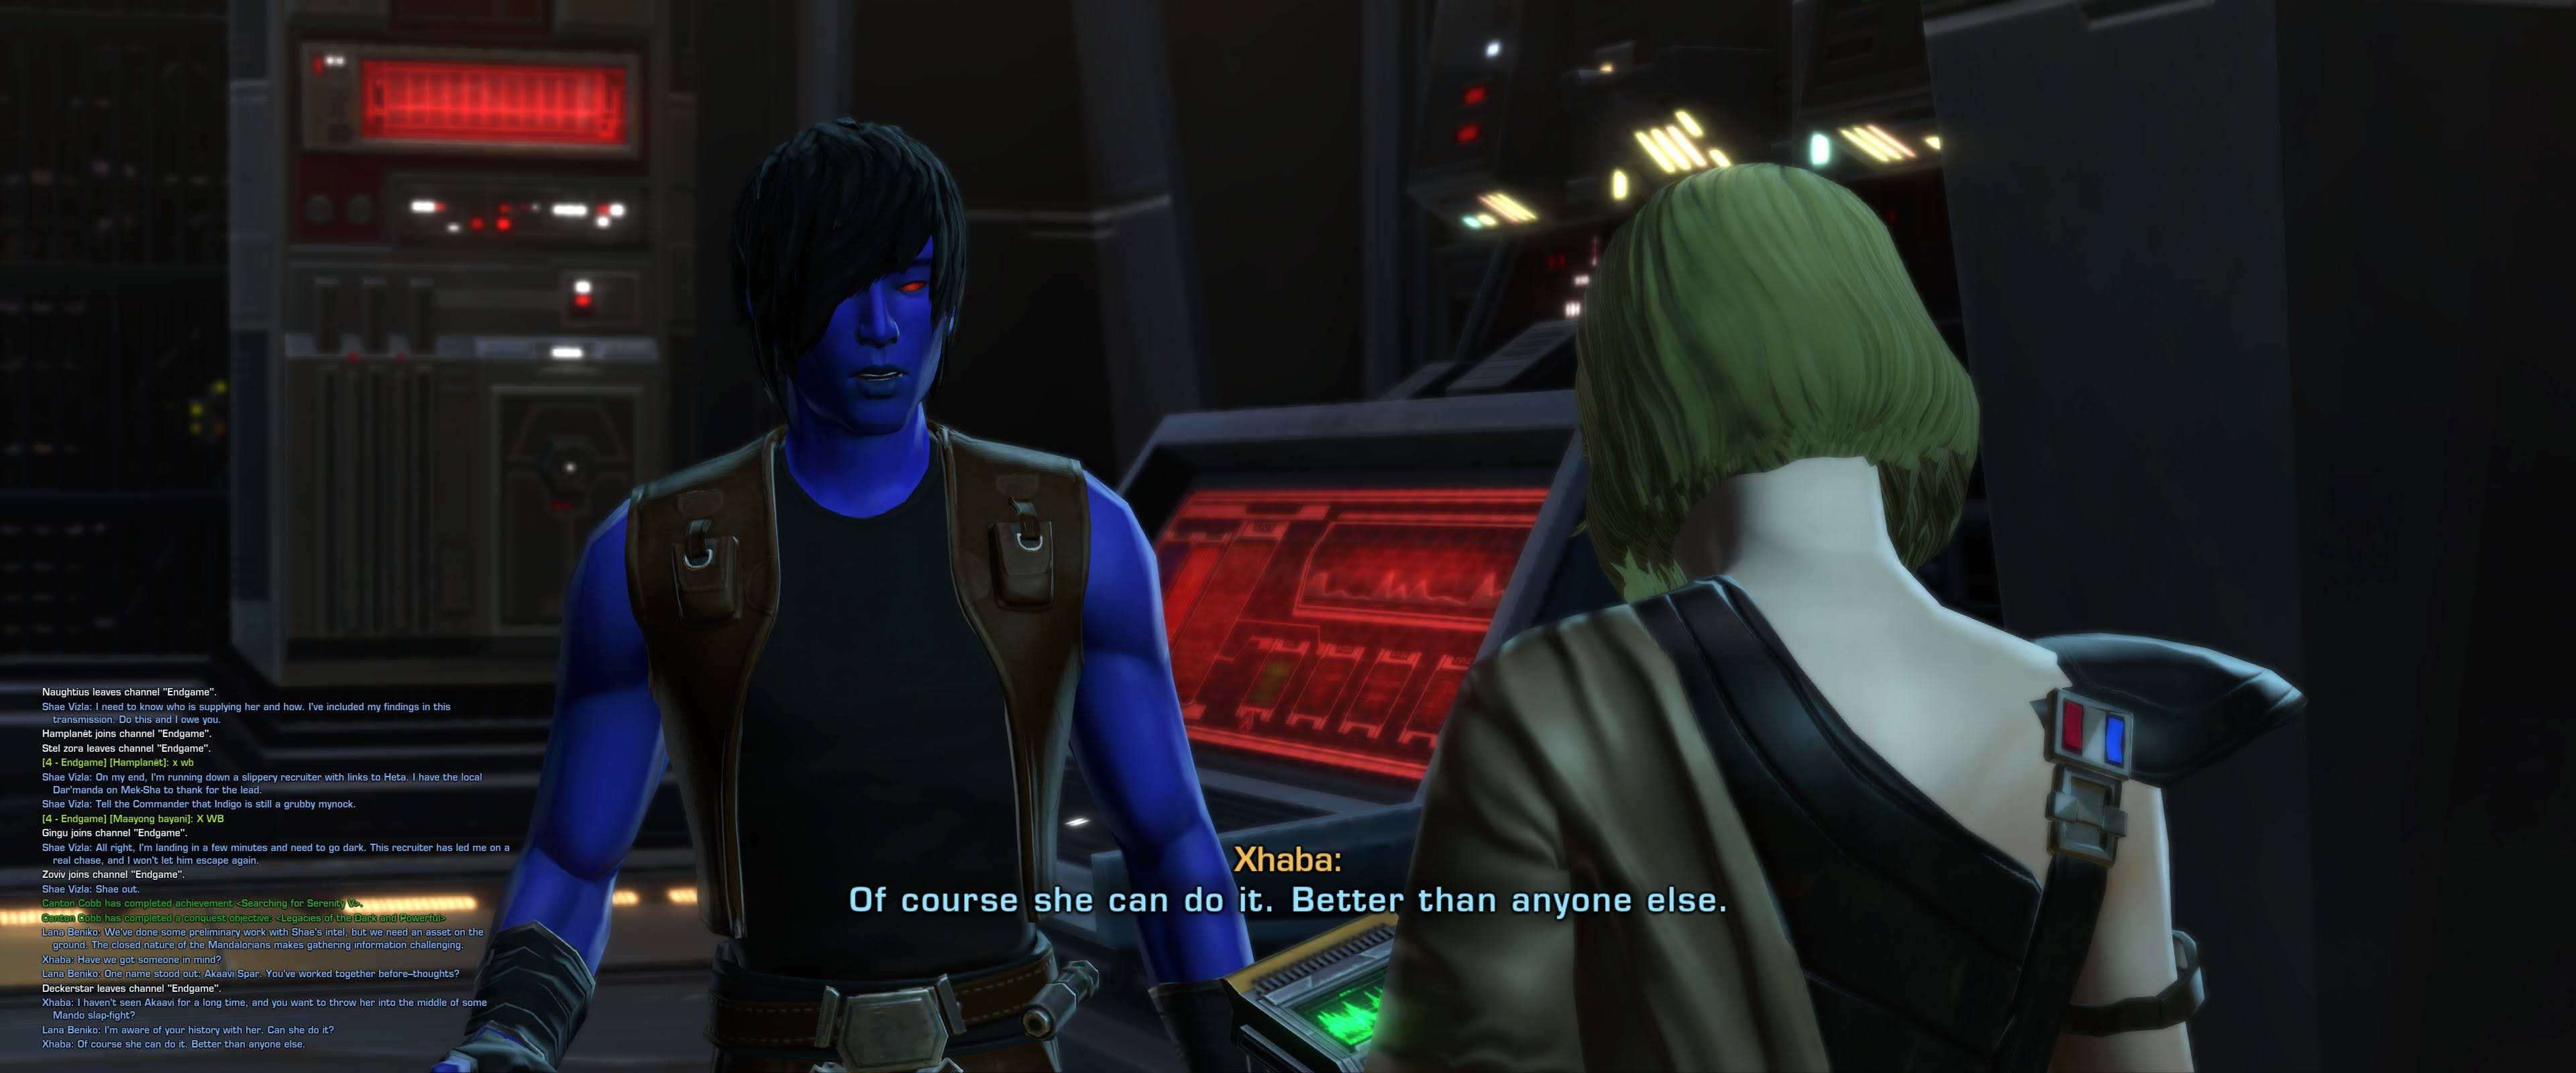 Naughtius leaves channel "Endgame".
Shae Vizla: I need to know who is supplying her and how. I've included my findings in this
transmission. Do this and I owe you.
Hamplanët joins channel "Endgame".
Stel zora leaves channel "Endgame".
[4 - Endgame] [Hamplanët]: x wb
Shae Vizla: On my end, I'm running down a slippery recruiter with links to Heta. I have the local
Dar'manda on Mek-Sha to thank for the lead.
Shae Vizla: Tell the Commander that Indigo is still a grubby mynock.
[4 - Endgame] [Maayong bayani]: X WB
Gingu joins channel "Endgame".
Shae Vizla: All right, I'm landing in a few minutes and need to go dark. This recruiter has led me on a
real chase, and I won't let him escape again.
Zoviv joins channel "Endgame".
Shae Vizla: Shae out.
Canton Cobb has completed achievement <Searching for Serenity V>.
Canton Cobb has completed a conquest objective: <Legacies of the Dark and Powerful>
Lana Beniko: We've done some preliminary work with Shae's intel, but we need an asset on the
ground. The closed nature of the Mandalorians makes gathering information challenging.
Xhaba: Have we got someone in mind?
Lana Beniko: One name stood out: Akaavi Spar. You've worked together before—thoughts?
Deckerstar leaves channel "Endgame".
Xhaba: I haven't seen Akaavi for a long time, and you want to throw her into the middle of some
Mando slap-fight?
Lana Beniko: I'm aware of your history with her. Can she do it?
Xhaba: Of course she can do it. Better than anyone else.
Xhaba:
Of course she can do it. Better than anyone else.